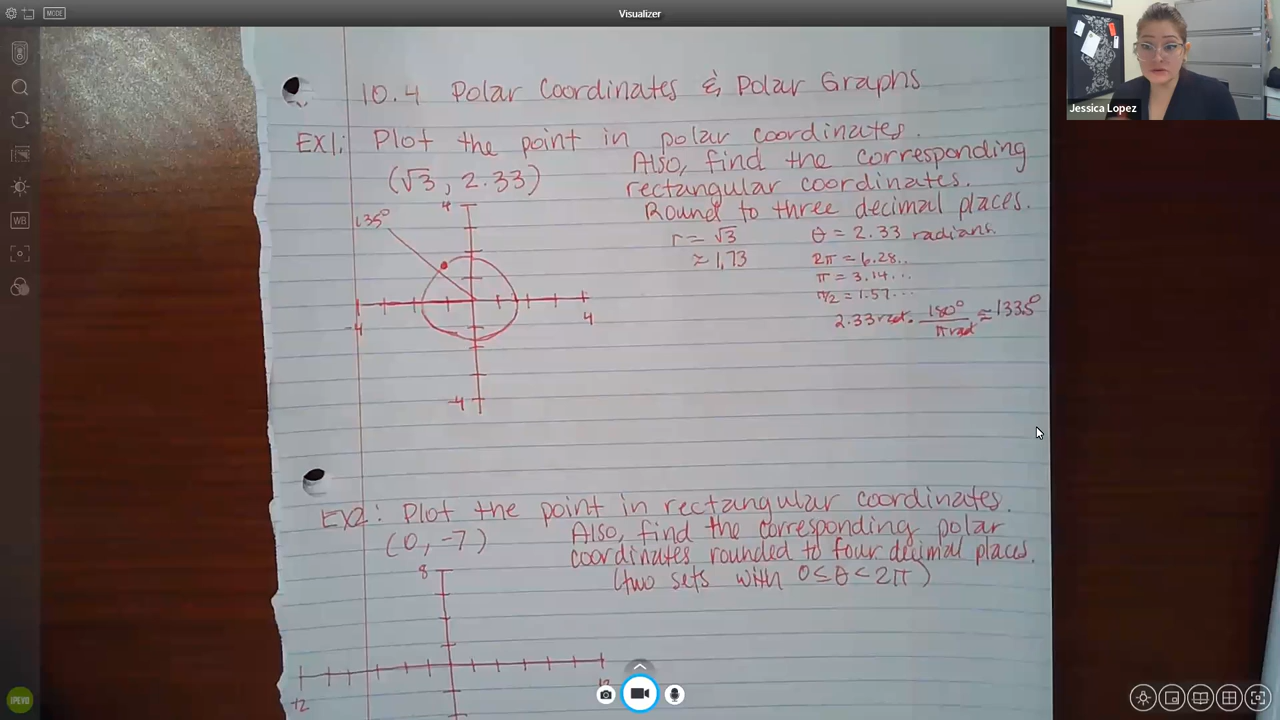 MODE
Visualizer
WB
Jessica Lopez
10.4 Polar Coordinates & Polar Graphs
EX1: Plot the point in polar coordinates.
(√3, 2.33)
Also, find the corresponding
rectangular coordinates.
Round to three decimal places.
r = √3
≈ 1.73
θ = 2.33 radians.
2π = 6.28..
π = 3.14...
π/2 = 1.57...
2.33 rad. 180°/π rad ≈ 133.5°
135°
4
-4
4
-4
EX2: Plot the point in rectangular coordinates.
(0, -7)
Also, find the corresponding polar
coordinates rounded to four decimal places.
(two sets with 0 ≤ θ < 2π)
8
-12
12
IPEVO